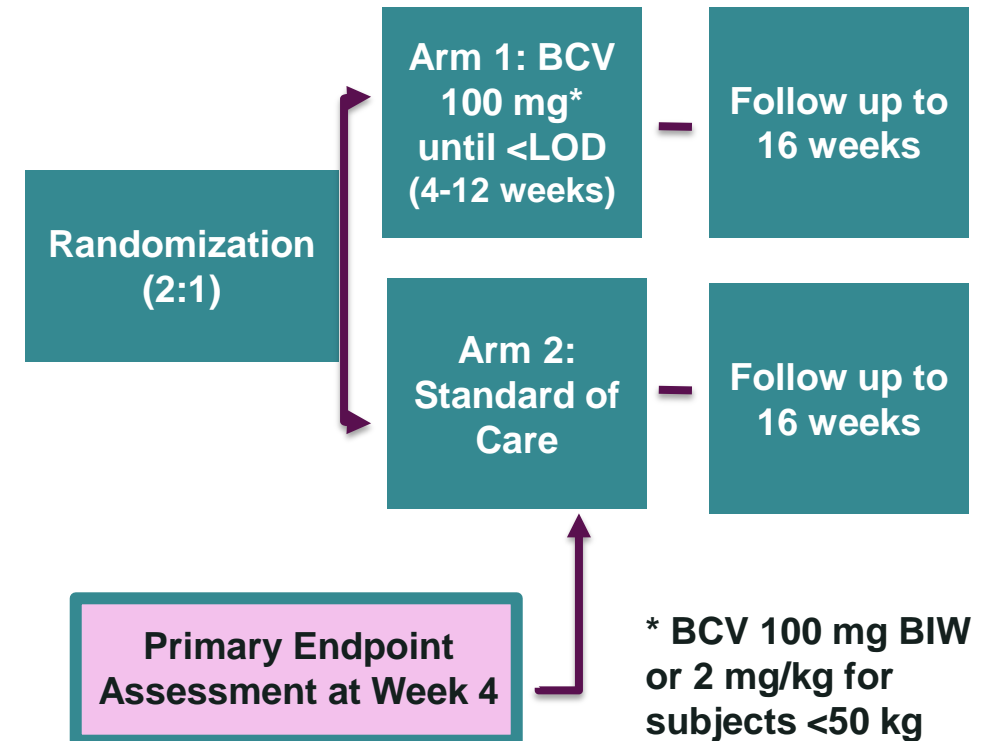 Randomization
(2:1)
Arm 1: BCV
100 mg*
until <LOD
(4-12 weeks)
Follow up to
16 weeks
Arm 2:
Standard of
Care
Follow up to
16 weeks
Primary Endpoint
Assessment at Week 4
* BCV 100 mg BIW
or 2 mg/kg for
subjects <50 kg